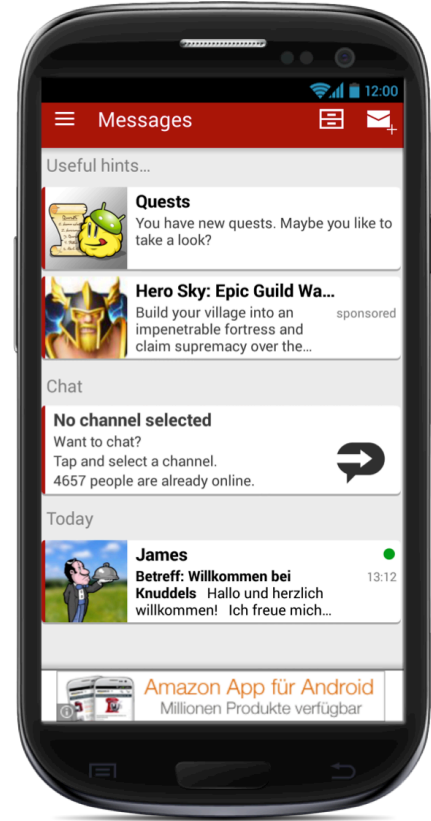 12:00
Messages
Useful hints...
Quests
You have new quests. Maybe you like to
take a look?
Hero Sky: Epic Guild Wa...
Build your village into an
sponsored
impenetrable fortress and
claim supremacy over the...
Chat
No channel selected
Want to chat?
Tap and select a channel.
4657 people are already online.
Today
James
Betreff: Willkommen bei
13:12
Knuddels Hallo und herzlich
willkommen! Ich freue mich...
Amazon App für Android
Millionen Produkte verfügbar